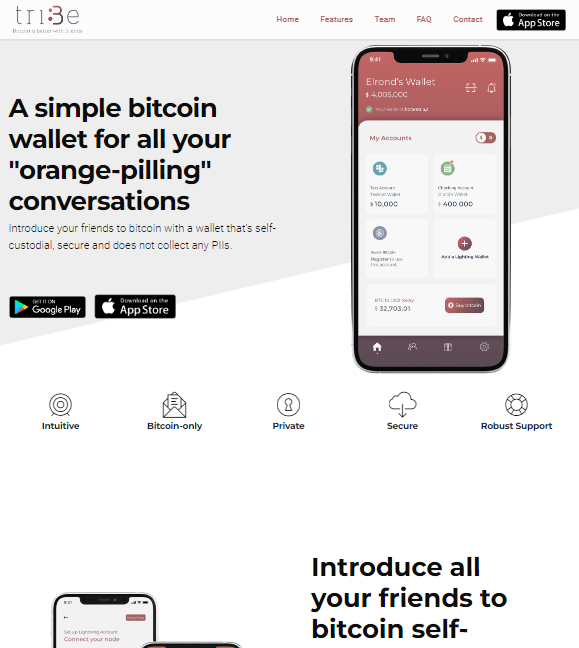 tri3e
Bitcoin is better with friends
Home Features Team FAQ Contact
Download on the
App Store
9:41
Elrond's Wallet
$ 4,005,000
Your wallet is backed up
My Accounts
$
Test Account
Testnet Wallet
$ 10,000
Checking Account
Bitcoin Wallet
$ 400.000
Register to use
this account
Add a Lighting Wallet
BTC to USD today
$ 32,703.01
Buy bitcoin
A simple bitcoin
wallet for all your
"orange-pilling"
conversations
Introduce your friends to bitcoin with a wallet that's self-
custodial, secure and does not collect any PIIs.
GET IT ON
Google Play
Download on the
App Store
Intuitive
Bitcoin-only
Private
Secure
Robust Support
9:41
Set up Lightning Account
Connect your node
Introduce all
your friends to
bitcoin self-